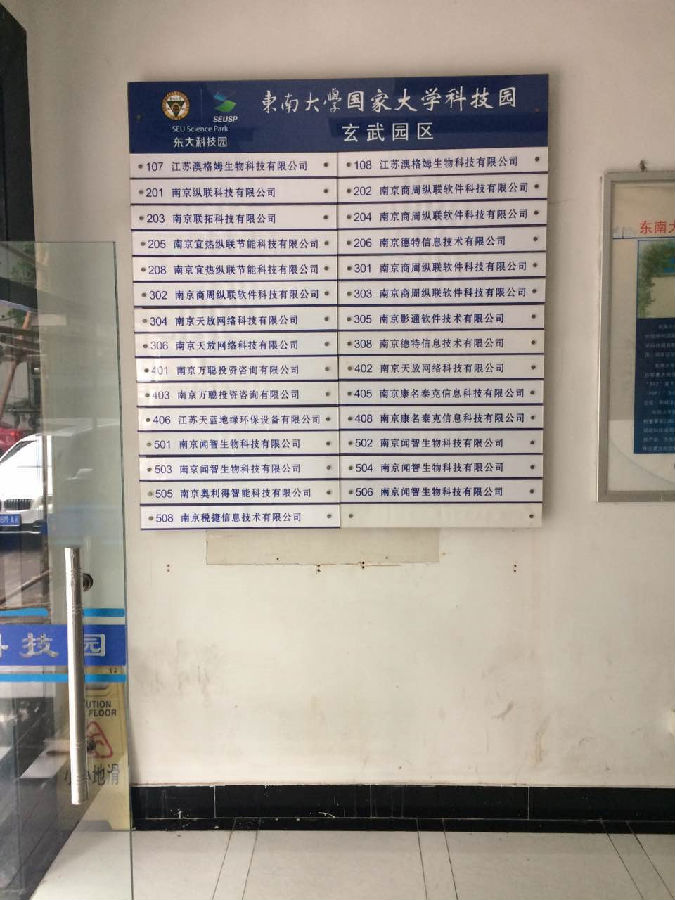 東南大學国家大学科技园
SEUSP
SEU Science Park
东大科技园
玄武园区
107 江苏澳格姆生物科技有限公司
108 江苏澳格姆生物科技有限公司
201 南京纵联科技有限公司
202 南京商周纵联软件科技有限公司
203 南京联拓科技有限公司
204 南京商周纵联软件科技有限公司
205 南京宜热纵联节能科技有限公司
206 南京德特信息技术有限公司
208 南京宜热纵联节能科技有限公司
301 南京商周纵联软件科技有限公司
302 南京商周纵联软件科技有限公司
303 南京商周纵联软件科技有限公司
304 南京天放网络科技有限公司
305 南京影通软件技术有限公司
306 南京天放网络科技有限公司
308 南京德特信息技术有限公司
401 南京万聪投资咨询有限公司
402 南京天放网络科技有限公司
403 南京万聪投资咨询有限公司
405 南京康名泰克信息科技有限公司
406 江苏天蓝地绿环保设备有限公司
408 南京康名泰克信息科技有限公司
501 南京闻智生物科技有限公司
502 南京闻智生物科技有限公司
503 南京闻智生物科技有限公司
504 南京闻智生物科技有限公司
505 南京奥利得智能科技有限公司
506 南京闻智生物科技有限公司
508 南京税捷信息技术有限公司
东南大
科技园
UTION
FLOOR
地滑